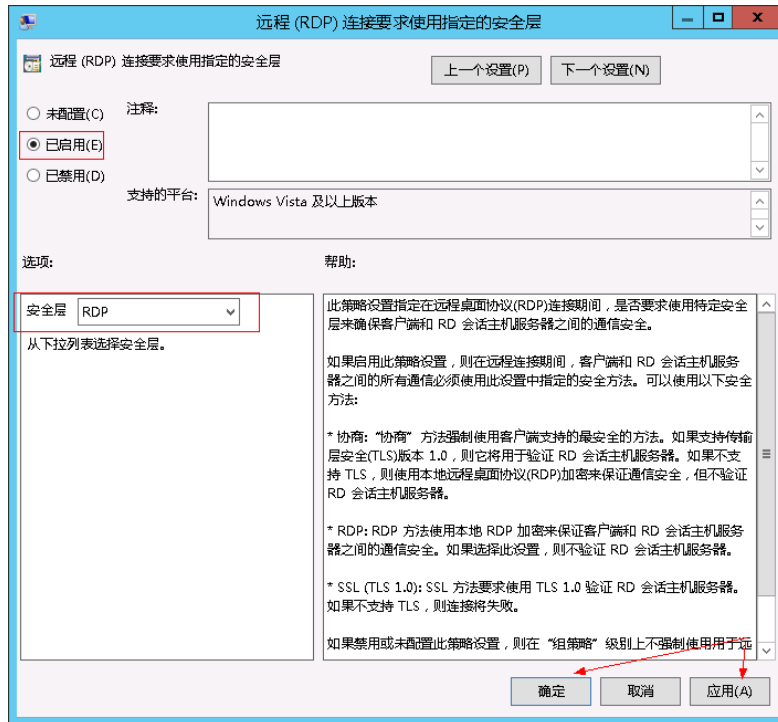 远程 (RDP) 连接要求使用指定的安全层
远程 (RDP) 连接要求使用指定的安全层
上一个设置(P)
下一个设置(N)
未配置(C)
注释:
已启用(E)
已禁用(D)
支持的平台:
Windows Vista 及以上版本
选项:
帮助:
安全层 RDP
从下拉列表选择安全层。
此策略设置指定在远程桌面协议(RDP)连接期间，是否要求使用特定安全
层来确保客户端和 RD 会话主机服务器之间的通信安全。
如果启用此策略设置，则在远程连接期间，客户端和 RD 会话主机服务
器之间的所有通信必须使用此设置中指定的安全方法。可以使用以下安全
方法:
* 协商:“协商”方法强制使用客户端支持的最安全的方法。如果支持传输
层安全(TLS)版本 1.0，则它将用于验证 RD 会话主机服务器。如果不支
持 TLS，则使用本地远程桌面协议(RDP)加密来保证通信安全，但不验证
RD 会话主机服务器。
* RDP: RDP 方法使用本地 RDP 加密来保证客户端和 RD 会话主机服务
器之间的通信安全。如果选择此设置，则不验证 RD 会话主机服务器。
* SSL (TLS 1.0): SSL 方法要求使用 TLS 1.0 验证 RD 会话主机服务器。
如果不支持 TLS，则连接将失败。
如果禁用或未配置此策略设置，则在“组策略”级别上不强制使用用于远
确定
取消
应用(A)